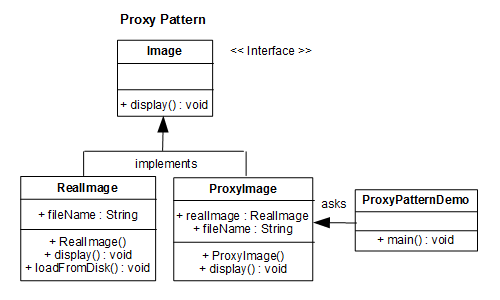 Proxy Pattern
Image
<< Interface >>
+ display() : void
implements
RealImage
+ fileName : String
+ RealImage()
+ display() : void
+ loadFromDisk() : void
ProxyImage
+ realImage : RealImage
+ fileName : String
+ ProxyImage()
+ display() : void
asks
ProxyPatternDemo
+ main() : void